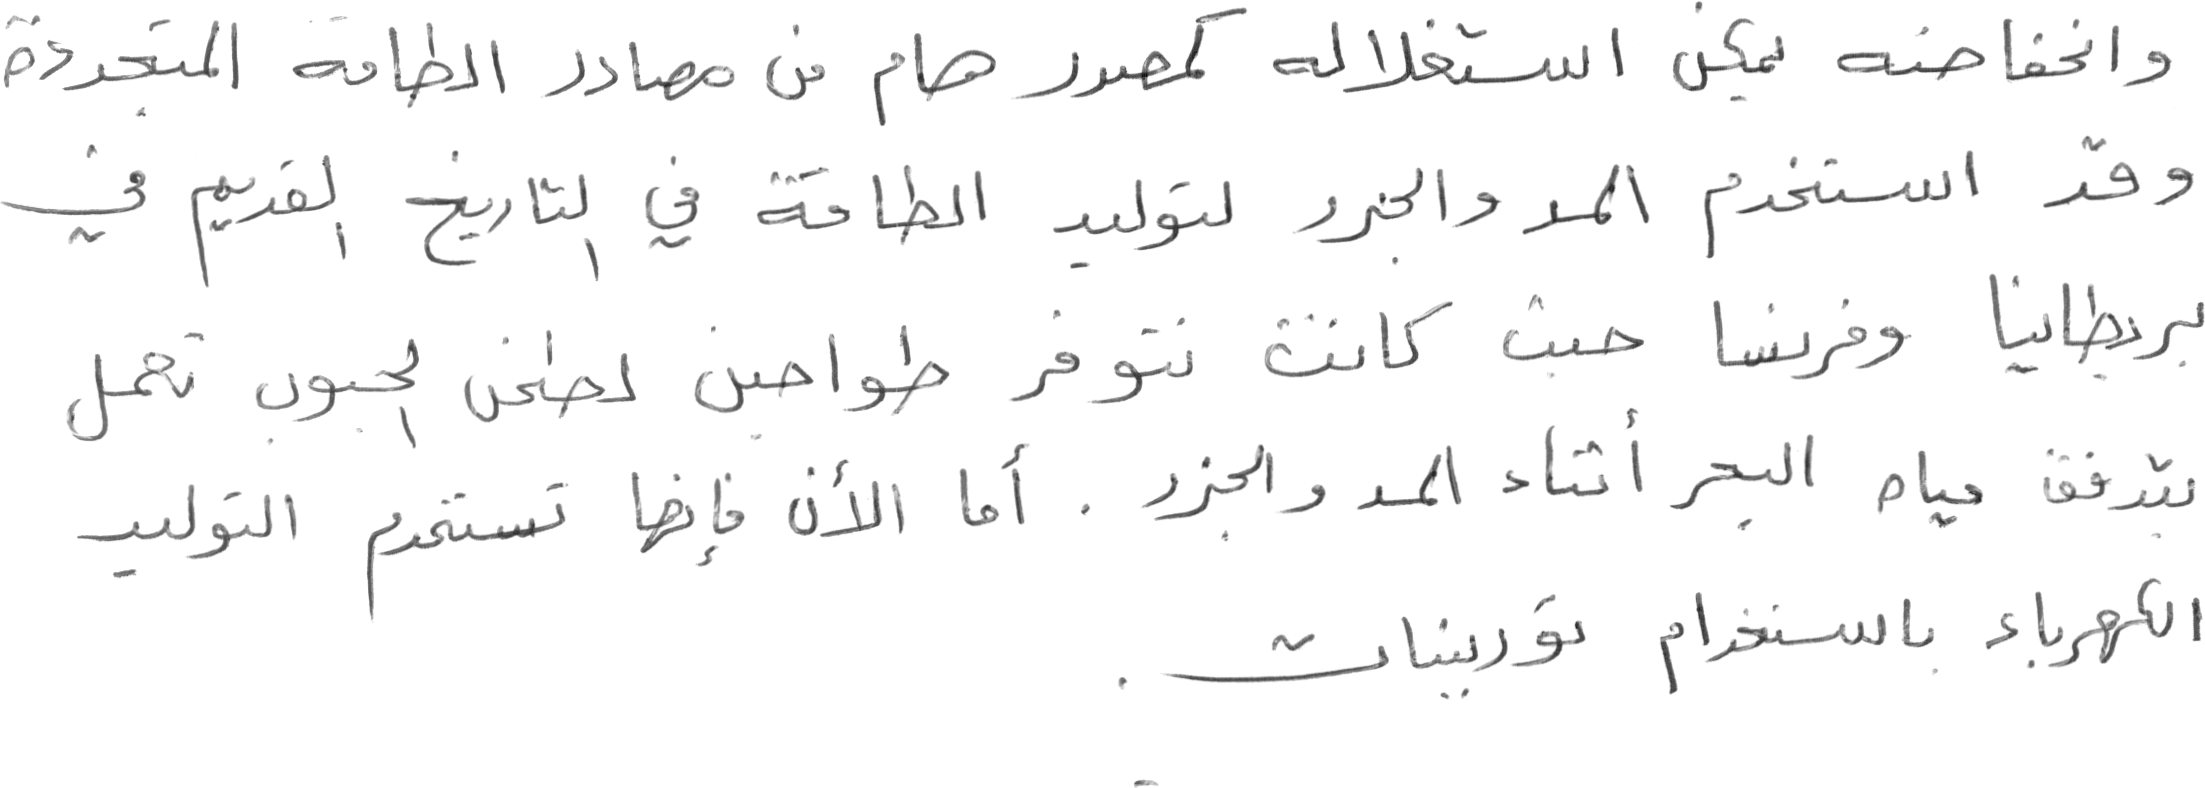 وانخفاضه يمكن استغلاله كمصدر هام من مصادر الطاقة المتجددة
وقد استخدم المد والجزر لتوليد الطاقة في التاريخ القديم في
بريطانيا وفرنسا حيث كانت تتوفر طواحين لطحن الحبوب تعمل
بتدفق مياه البحر أثناء المد والجزر . أما الأن فإنها تستخدم التوليد
الكهرباء باستخدام توربينات .